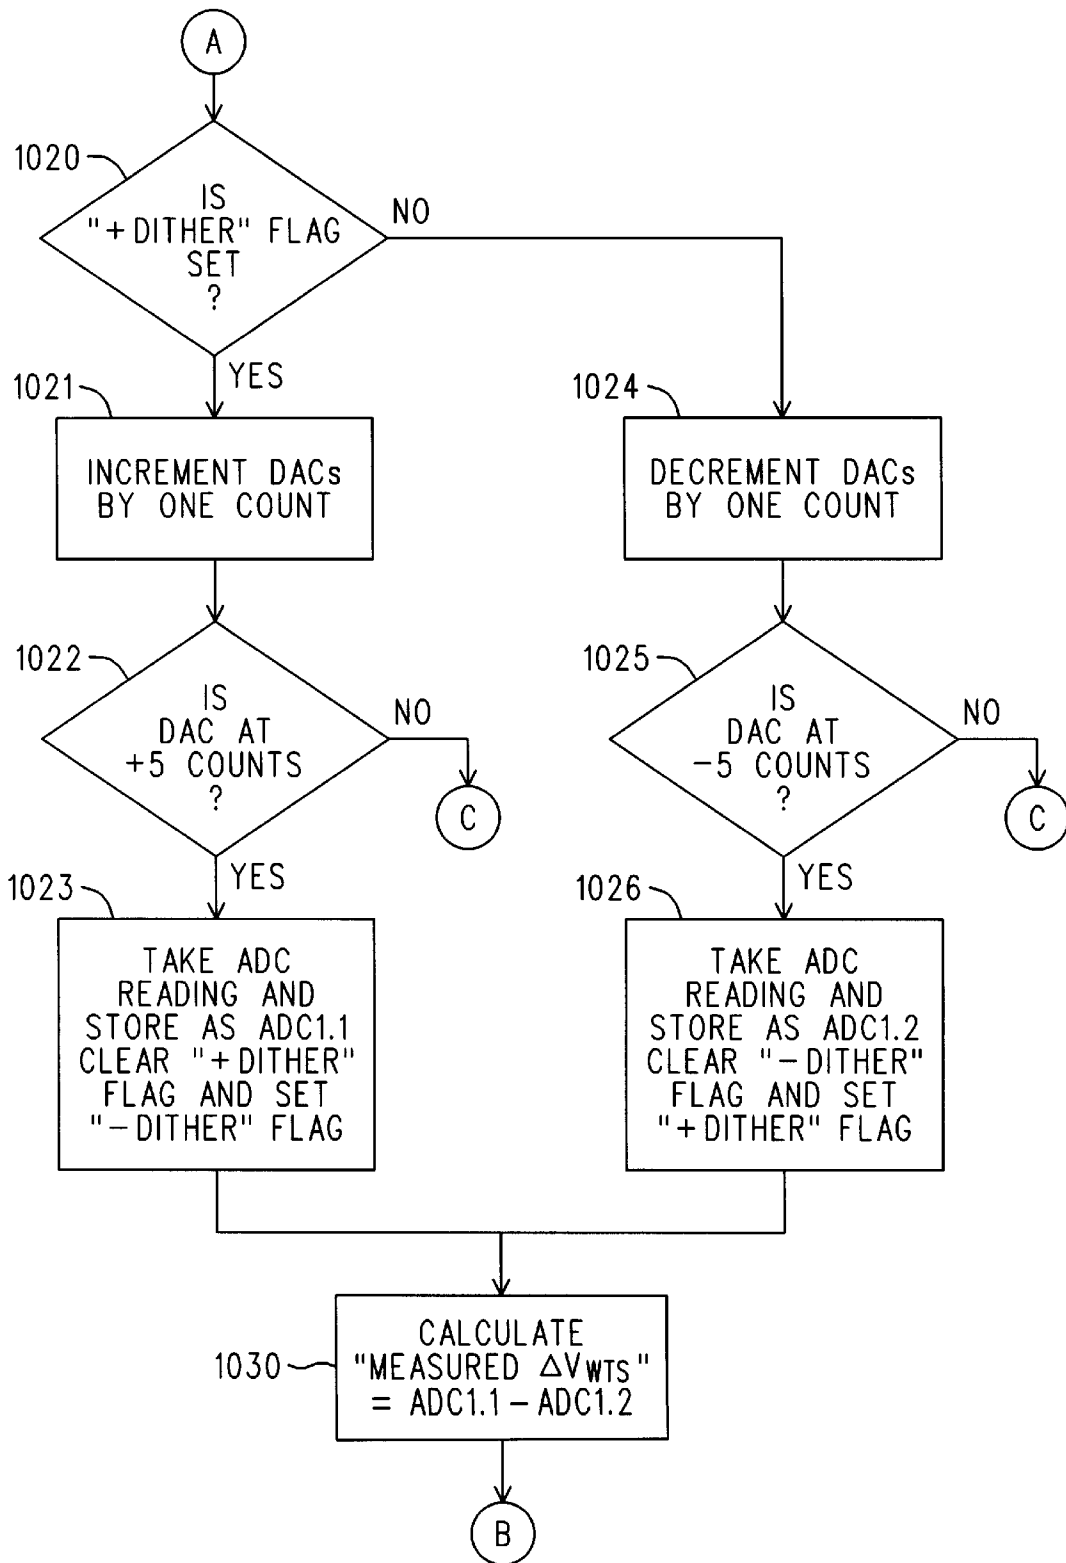 A
1020
IS
"+DITHER" FLAG
SET
?
NO
YES
1021
INCREMENT DACs
BY ONE COUNT
1024
DECREMENT DACs
BY ONE COUNT
1022
IS
DAC AT
+5 COUNTS
?
NO
C
YES
1025
IS
DAC AT
-5 COUNTS
?
NO
C
YES
1023
TAKE ADC
READING AND
STORE AS ADC1.1
CLEAR "+DITHER"
FLAG AND SET
"-DITHER" FLAG
1026
TAKE ADC
READING AND
STORE AS ADC1.2
CLEAR "-DITHER"
FLAG AND SET
"+DITHER" FLAG
1030
CALCULATE
"MEASURED ΔVWTS"
= ADC1.1-ADC1.2
B